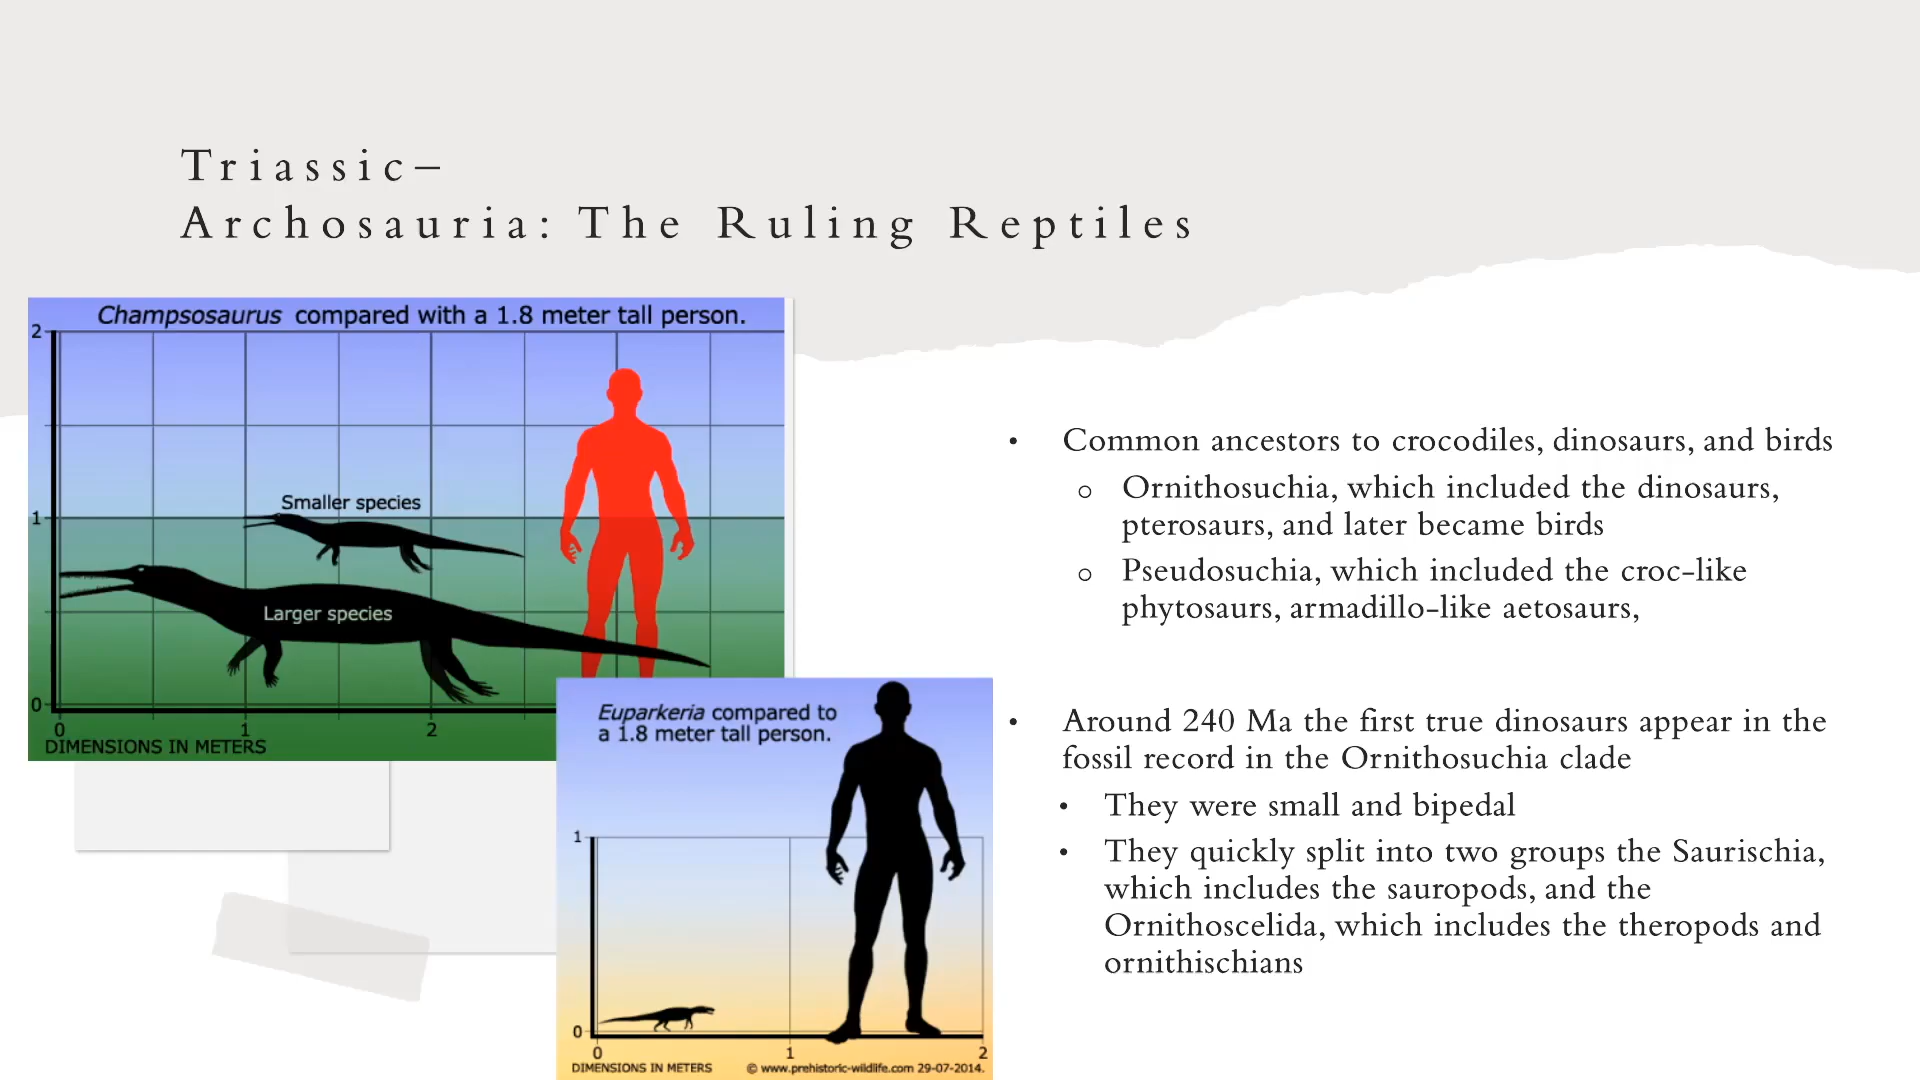 Triassic–
Archosauria: The Ruling Reptiles
Champsosaurus compared with a 1.8 meter tall person.
2
Smaller species
1
Larger species
0
0 1 2
DIMENSIONS IN METERS
Euparkeria compared to
a 1.8 meter tall person.
1
0
0 1 2
DIMENSIONS IN METERS © www.prehistoric-wildlife.com 29-07-2014.
• Common ancestors to crocodiles, dinosaurs, and birds
o Ornithosuchia, which included the dinosaurs,
pterosaurs, and later became birds
o Pseudosuchia, which included the croc-like
phytosaurs, armadillo-like aetosaurs,
• Around 240 Ma the first true dinosaurs appear in the
fossil record in the Ornithosuchia clade
• They were small and bipedal
• They quickly split into two groups the Saurischia,
which includes the sauropods, and the
Ornithoscelida, which includes the theropods and
ornithischians